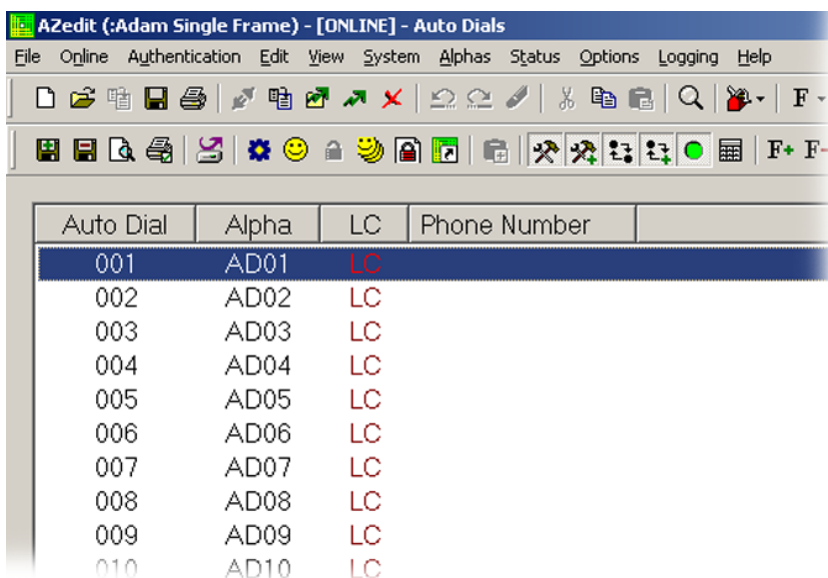 AZedit (:Adam Single Frame) - [ONLINE] - Auto Dials
File Online Authentication Edit View System Alphas Status Options Logging Help
F
F+ F-
Auto Dial Alpha LC Phone Number
001 AD01 LC
002 AD02 LC
003 AD03 LC
004 AD04 LC
005 AD05 LC
006 AD06 LC
007 AD07 LC
008 AD08 LC
009 AD09 LC
010 AD10 LC